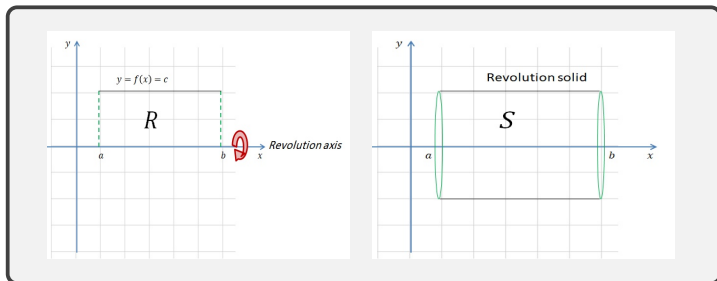 y
y = f(x) = c
R
a
b
x
Revolution axis
y
Revolution solid
S
a
b
x